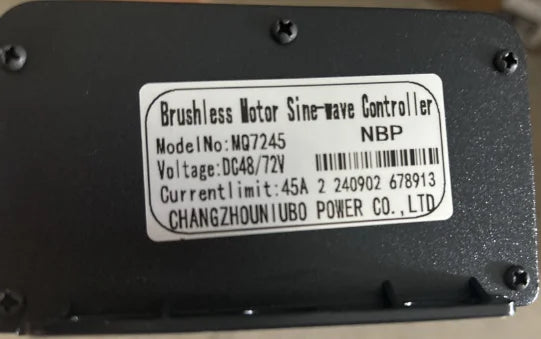 Brushless Motor Sine-wave Controller
ModelNo:MQ7245 NBP
Voltage:DC48/72V
Currentlimit:45A 2 240902 678913
CHANGZHOUNIUBO POWER CO.,LTD